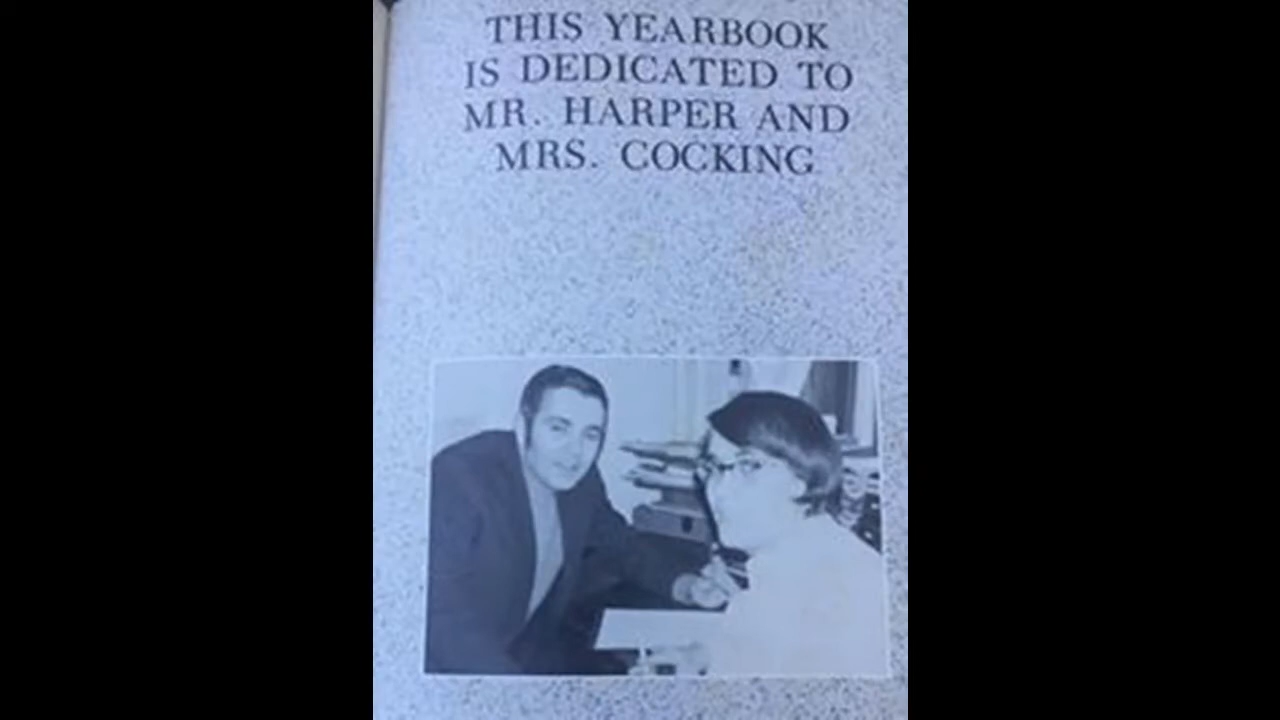 THIS YEARBOOK
IS DEDICATED TO
MR. HARPER AND
MRS. COCKING